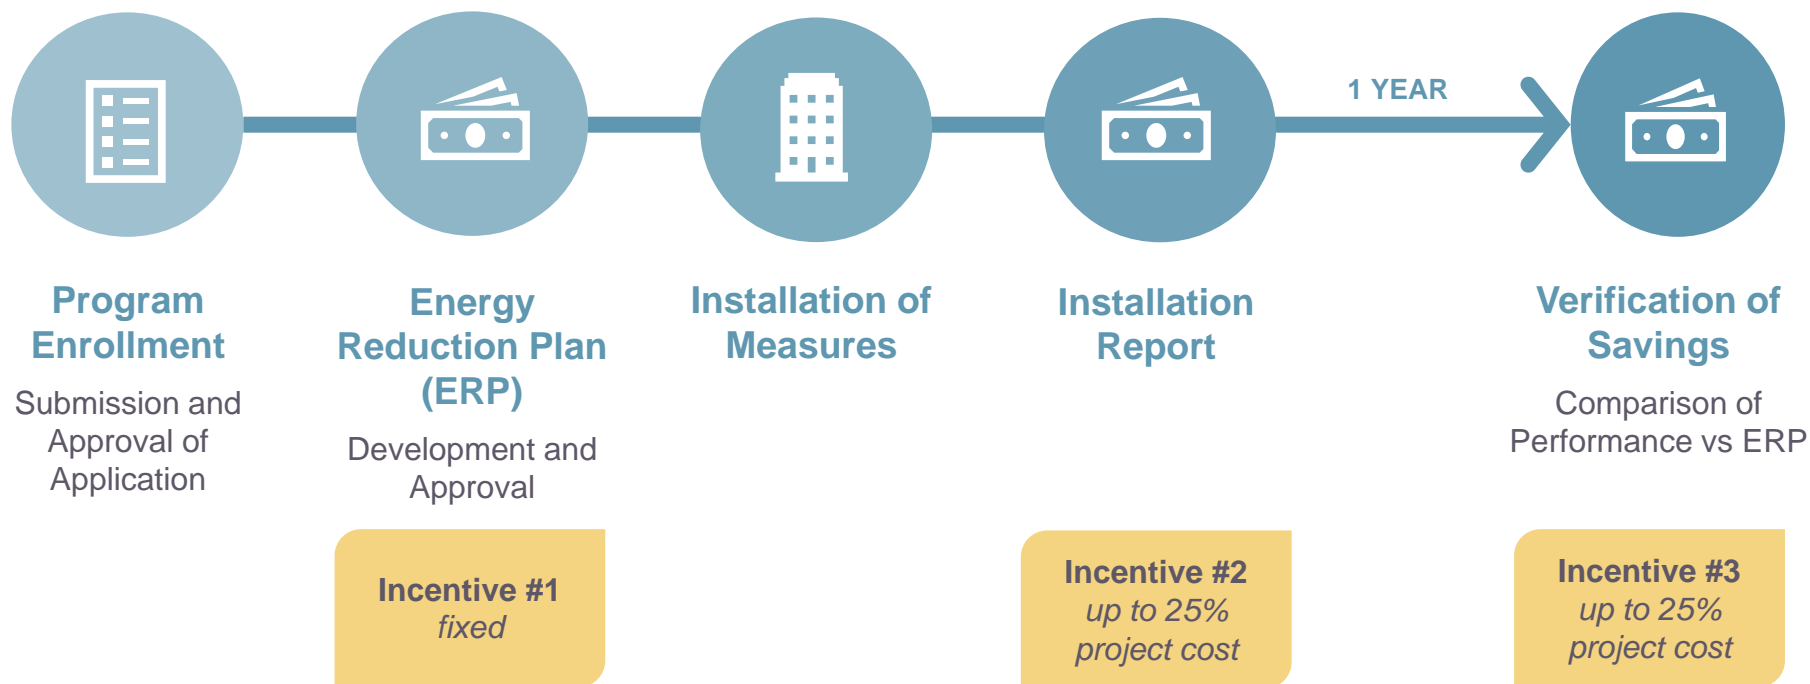 1 YEAR
Program
Enrollment
Submission and
Approval of
Application
Energy
Reduction Plan
(ERP)
Development and
Approval
Incentive #1
fixed
Installation of
Measures
Installation
Report
Incentive #2
up to 25%
project cost
Verification of
Savings
Comparison of
Performance vs ERP
Incentive #3
up to 25%
project cost